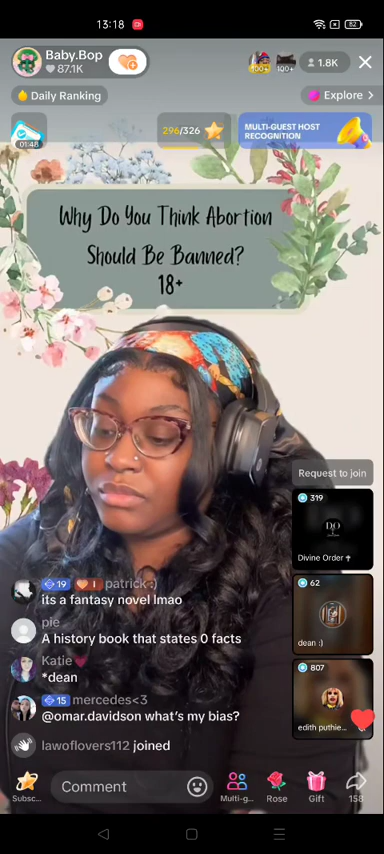 13:18
82
Baby.Bop
87.1K
100+
100+
1.8K
Daily Ranking
Explore
01:48
296/326
MULTI-GUEST HOST
RECOGNITION
Why Do You Think Abortion
Should Be Banned?
18+
Request to join
319
DO
Divine Order
62
dean :)
807
edith puthie...
19
I
patrick :)
its a fantasy novel lmao
pie
A history book that states 0 facts
Katie
*dean
15
mercedes<3
@omar.davidson what's my bias?
lawoflovers112 joined
Comment
Subsc...
Multi-g...
Rose
Gift
158